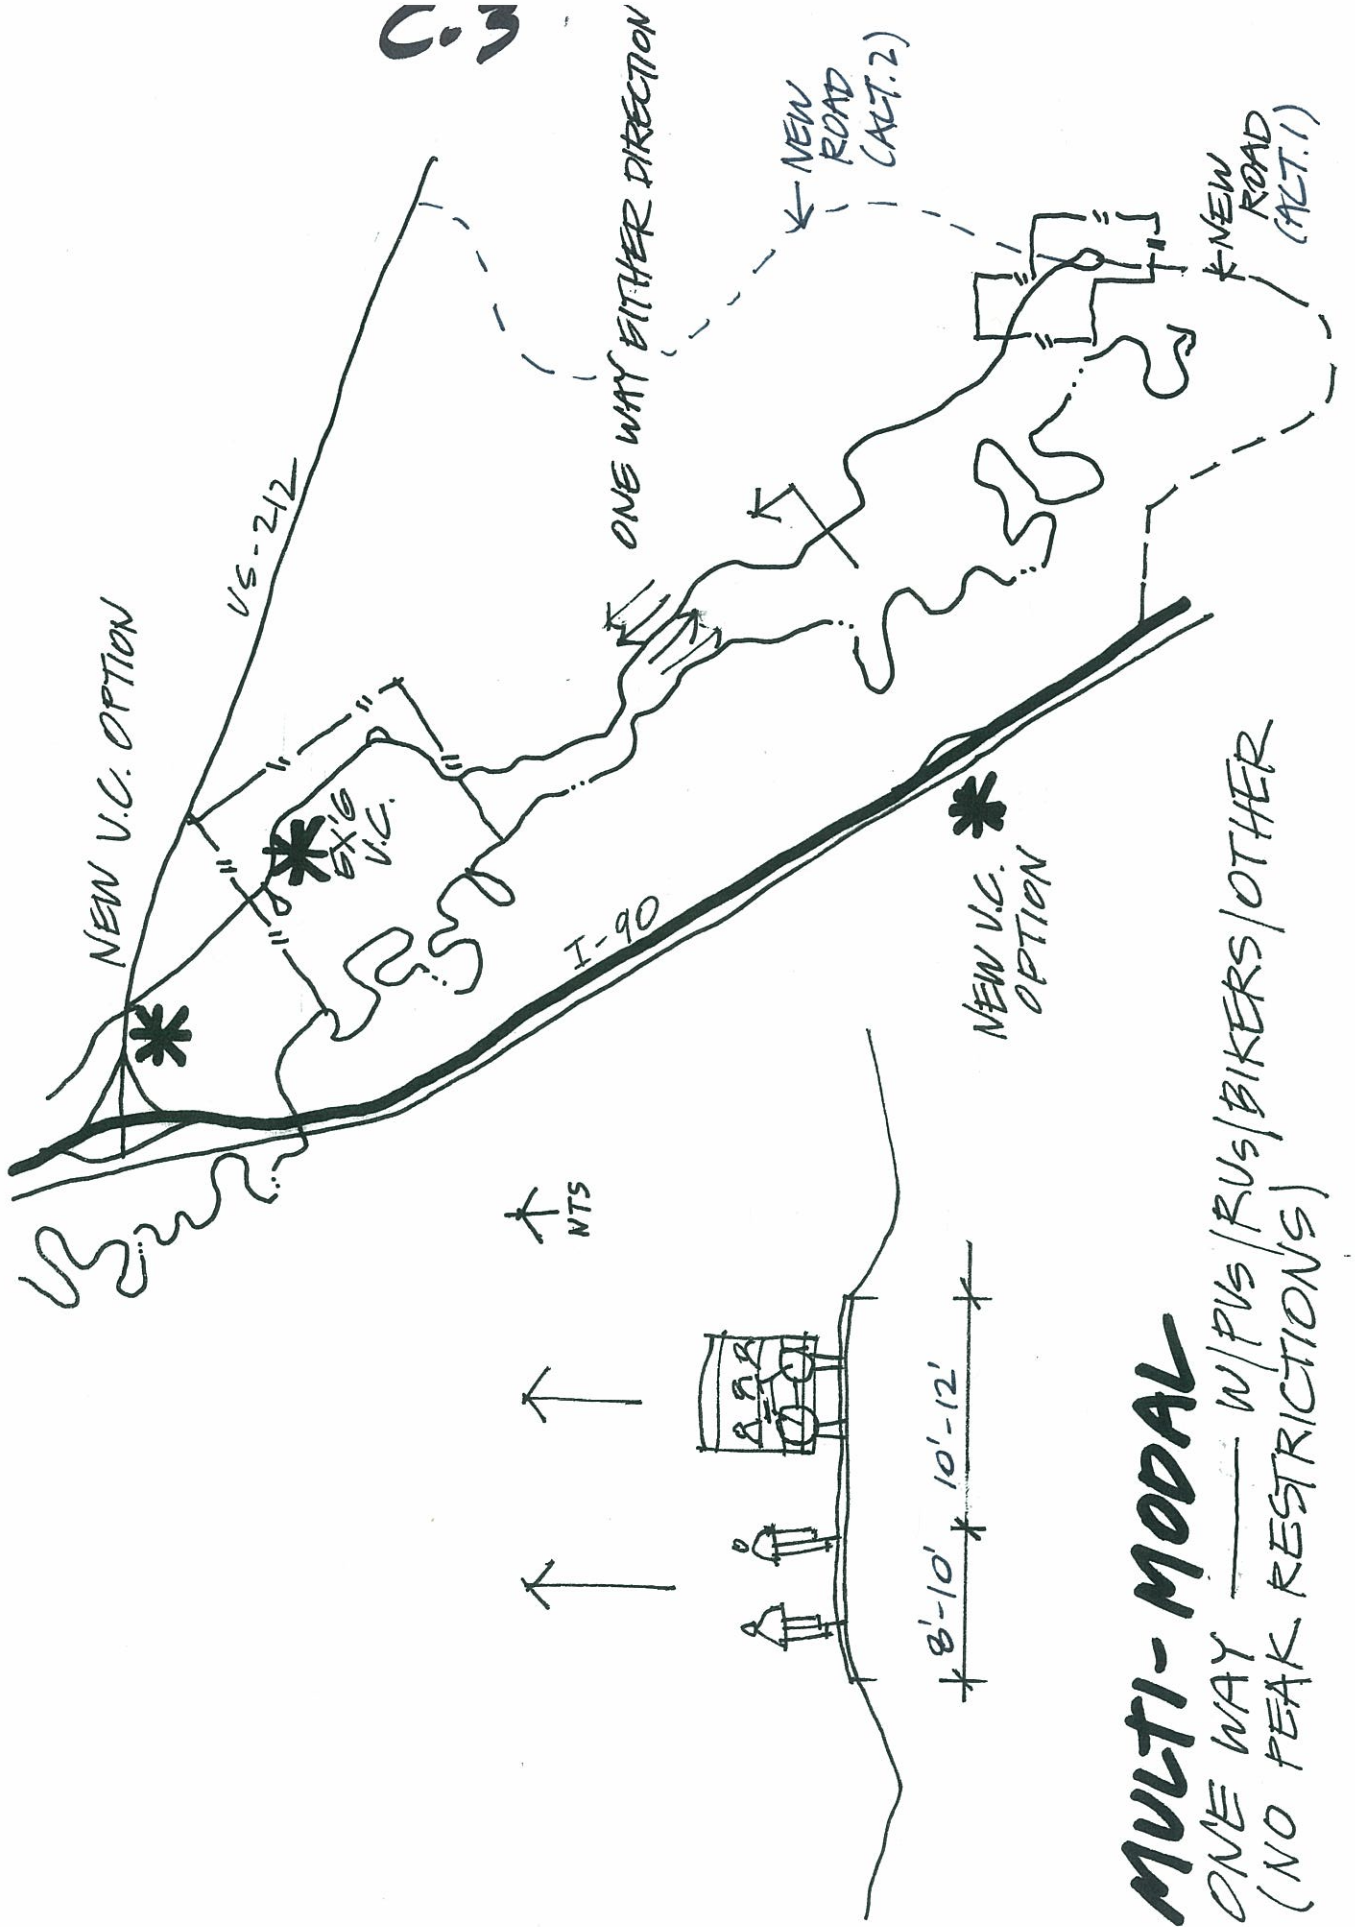 C.3
NEW V.C. OPTION
US-212
EX'G
V.C.
I-90
NEW V.C.
OPTION
ONE WAY EITHER DIRECTION
NEW
ROAD
(ALT.2)
NEW
ROAD
(ALT.1)
NTS
8'-10'
10'-12'
MULTI-MODAL
ONE WAY — W/PVs/RVs/BIKERS/OTHER
(NO PEAK RESTRICTIONS)